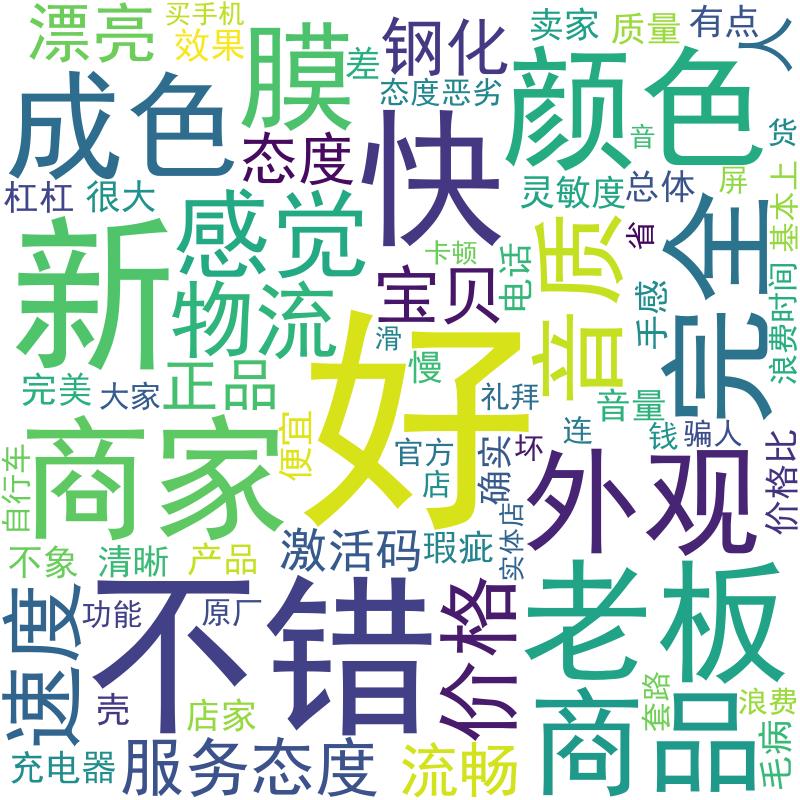 买手机
漂亮
效果
膜
差
钢化
卖家
质量
有点
人
成色
态度恶劣
颜色
态度
快
音
货
杠杠
很大
灵敏度
总体
屏
基本上
新
感觉
卡顿
电话
音质
省
完全
物流
宝贝
手感
浪费时间
滑
好
慢
完美
大家
正品
礼拜
音量
商家
便宜
官方
店
确实
坏
连
钱
骗人
价格比
自行车
外观
不象
清晰
产品
激活码
瑕疵
实体店
速度
功能
原厂
不错
价格
老板
壳
店家
商品
套路
浪费
毛病
充电器
服务态度
流畅